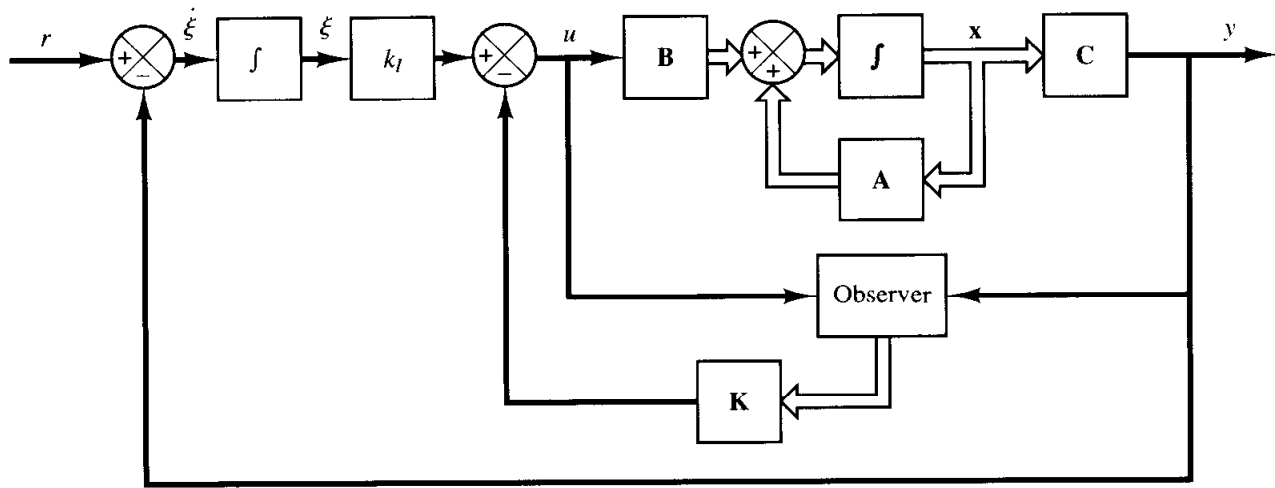 r
+
−
ξ̇
∫
ξ
k_I
+
−
u
B
+
+
∫
x
C
y
A
Observer
K